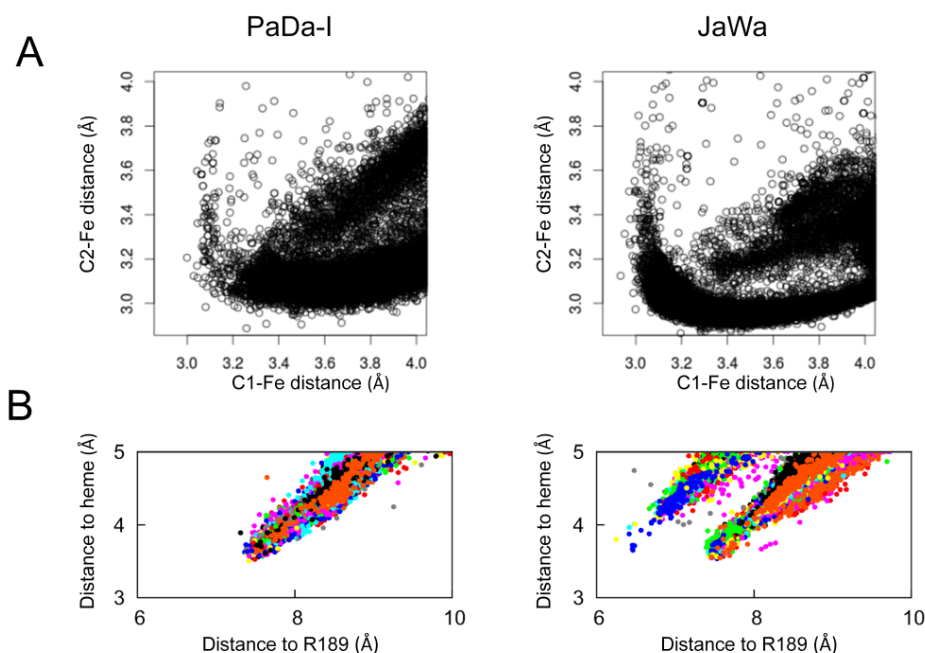 PaDa-I
JaWa
A
C2-Fe distance (Å)
4.0
3.8
3.6
3.4
3.2
3.0
3.0 3.2 3.4 3.6 3.8 4.0
C1-Fe distance (Å)
C2-Fe distance (Å)
4.0
3.8
3.6
3.4
3.2
3.0
3.0 3.2 3.4 3.6 3.8 4.0
C1-Fe distance (Å)
B
Distance to heme (Å)
5
4
3
6 8 10
Distance to R189 (Å)
Distance to heme (Å)
5
4
3
6 8 10
Distance to R189 (Å)